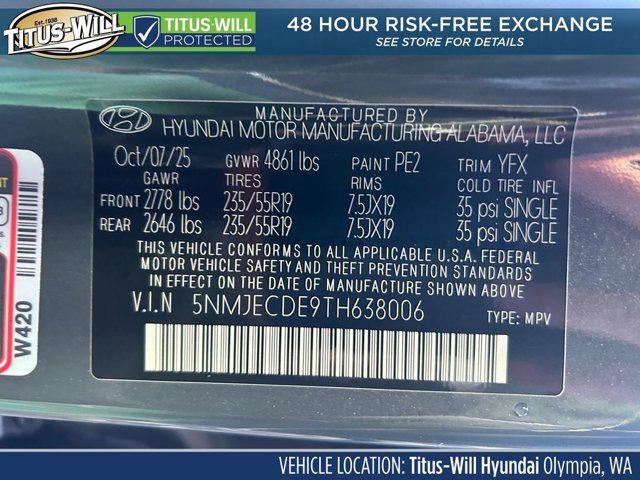 Est.1938
TITUS-WILL
TITUS-WILL
PROTECTED
48 HOUR RISK-FREE EXCHANGE
SEE STORE FOR DETAILS
MANUFACTURED BY
HYUNDAI MOTOR MANUFACTURING ALABAMA, LLC
Oct/07/25 GVWR 4861 lbs PAINT PE2 TRIM YFX
GAWR TIRES RIMS COLD TIRE INFL
FRONT 2778 lbs 235/55R19 7.5JX19 35 psi SINGLE
REAR 2646 lbs 235/55R19 7.5JX19 35 psi SINGLE
THIS VEHICLE CONFORMS TO ALL APPLICABLE U.S.A. FEDERAL
MOTOR VEHICLE SAFETY AND THEFT PREVENTION STANDARDS
IN EFFECT ON THE DATE OF MANUFACTURE SHOWN ABOVE
V.I.N 5NMJECDE9TH638006 TYPE: MPV
W420
VEHICLE LOCATION: Titus-Will Hyundai Olympia, WA